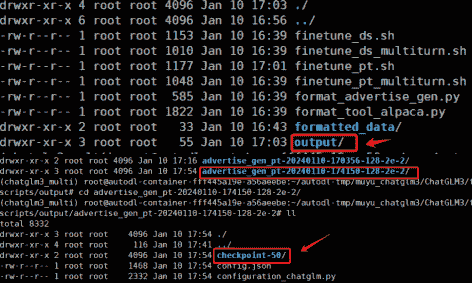 drwxr-xr-x 4 root root 4096 Jan 10 17:03 ./
drwxr-xr-x 6 root root 4096 Jan 10 16:56 ../
-rw-r--r-- 1 root root 1153 Jan 10 16:39 finetune_ds.sh
-rw-r--r-- 1 root root 1010 Jan 10 16:39 finetune_ds_multiturn.sh
-rw-r--r-- 1 root root 1177 Jan 10 17:01 finetune_pt.sh
-rw-r--r-- 1 root root 1048 Jan 10 16:39 finetune_pt_multiturn.sh
-rw-r--r-- 1 root root 585 Jan 10 16:39 format_advertise_gen.py
-rw-r--r-- 1 root root 1822 Jan 10 16:39 format_tool_alpaca.py
drwxr-xr-x 2 root root 33 Jan 10 16:43 formatted_data/
drwxr-xr-x 3 root root 55 Jan 10 17:03 output/
drwxr-xr-x 2 root root 4096 Jan 10 17:16 advertise_gen_pt-20240110-170356-128-2e-2/
drwxr-xr-x 3 root root 4096 Jan 10 17:54 advertise_gen_pt-20240110-174150-128-2e-2/
(chatglm3_multi) root@autodl-container-fff445a19e-a56aeebe:~/autodl-tmp/muyu_chatglm3/ChatGLM3/f
scripts/output# cd advertise_gen_pt-20240110-174150-128-2e-2/
(chatglm3_multi) root@autodl-container-fff445a19e-a56aeebe:~/autodl-tmp/muyu_chatglm3/ChatGLM3/f
scripts/output/advertise_gen_pt-20240110-174150-128-2e-2# ll
total 8332
drwxr-xr-x 3 root root 4096 Jan 10 17:54 ./
drwxr-xr-x 4 root root 116 Jan 10 17:41 ../
drwxr-xr-x 2 root root 4096 Jan 10 17:54 checkpoint-50/
-rw-r--r-- 1 root root 1468 Jan 10 17:54 config.json
-rw-r--r-- 1 root root 2332 Jan 10 17:54 configuration_chatglm.py